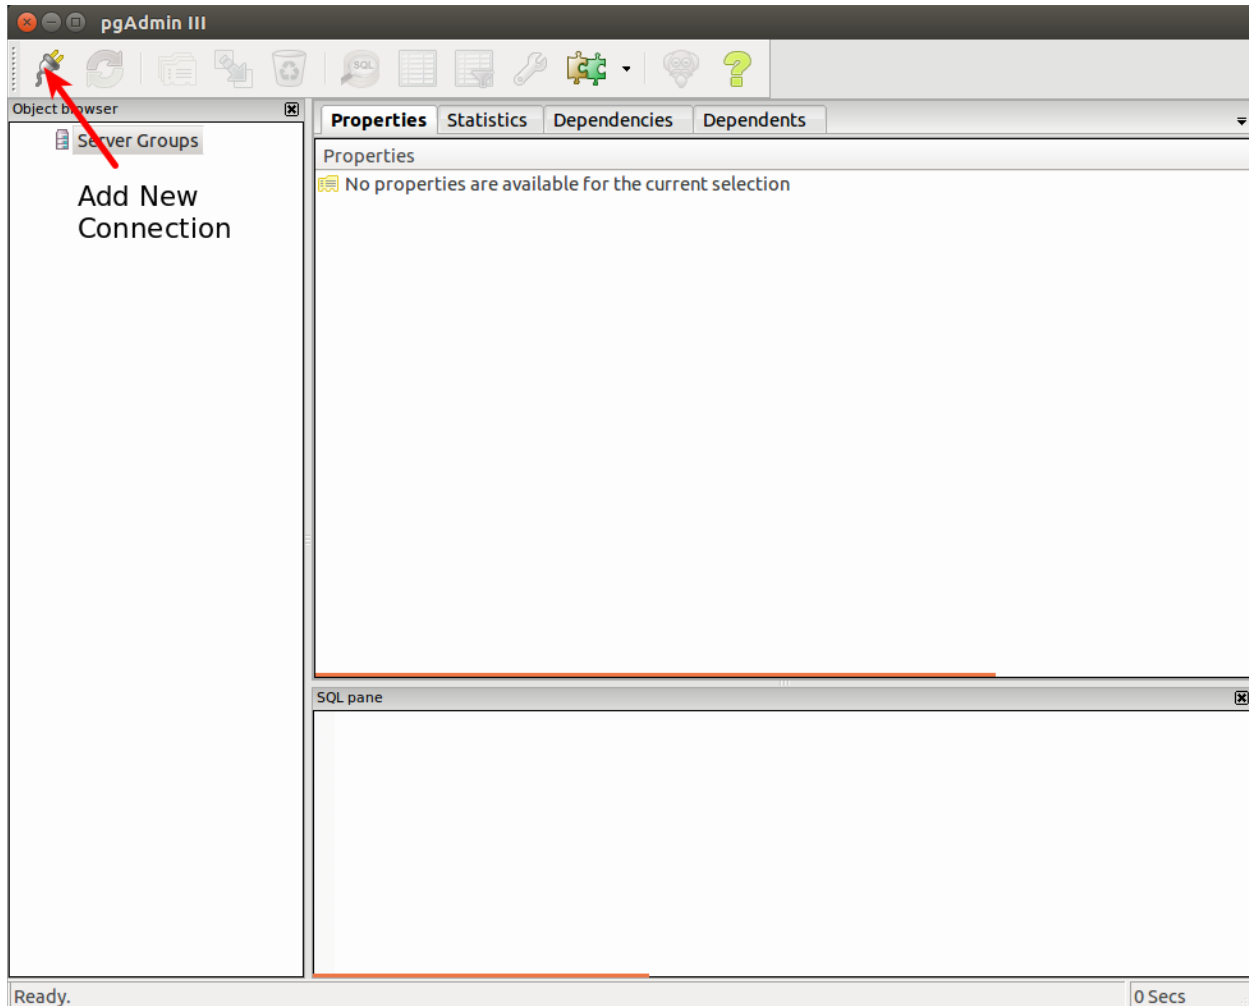 pgAdmin III
SQL
Object browser
Properties Statistics Dependencies Dependents
Server Groups
Properties
No properties are available for the current selection
Add New
Connection
SQL pane
Ready.
0 Secs